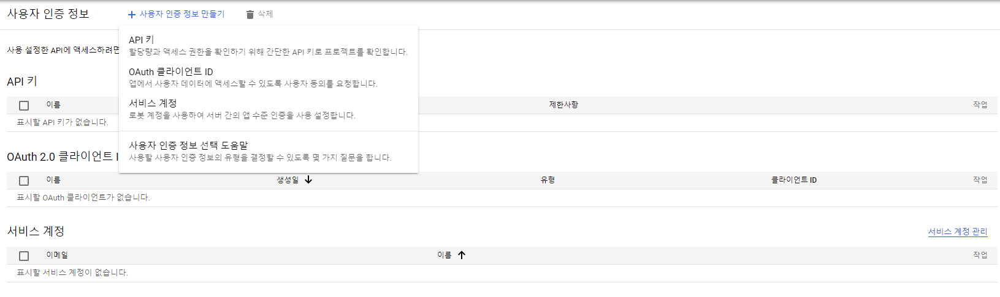 사용자 인증 정보
사용자 인증 정보 만들기
삭제
사용 설정한 API에 액세스하려면
API 키
할당량과 액세스 권한을 확인하기 위해 간단한 API 키로 프로젝트를 확인합니다.
OAuth 클라이언트 ID
앱에서 사용자 데이터에 액세스할 수 있도록 사용자 동의를 요청합니다.
서비스 계정
로봇 계정을 사용하여 서버 간의 앱 수준 인증을 사용 설정합니다.
사용자 인증 정보 선택 도움말
사용할 사용자 인증 정보의 유형을 결정할 수 있도록 몇 가지 질문을 합니다.
API 키
이름 제한사항 작업
표시할 API 키가 없습니다.
OAuth 2.0 클라이언트 I
이름 생성일 유형 클라이언트 ID 작업
표시할 OAuth 클라이언트가 없습니다.
서비스 계정
서비스 계정 관리
이메일 이름 작업
표시할 서비스 계정이 없습니다.